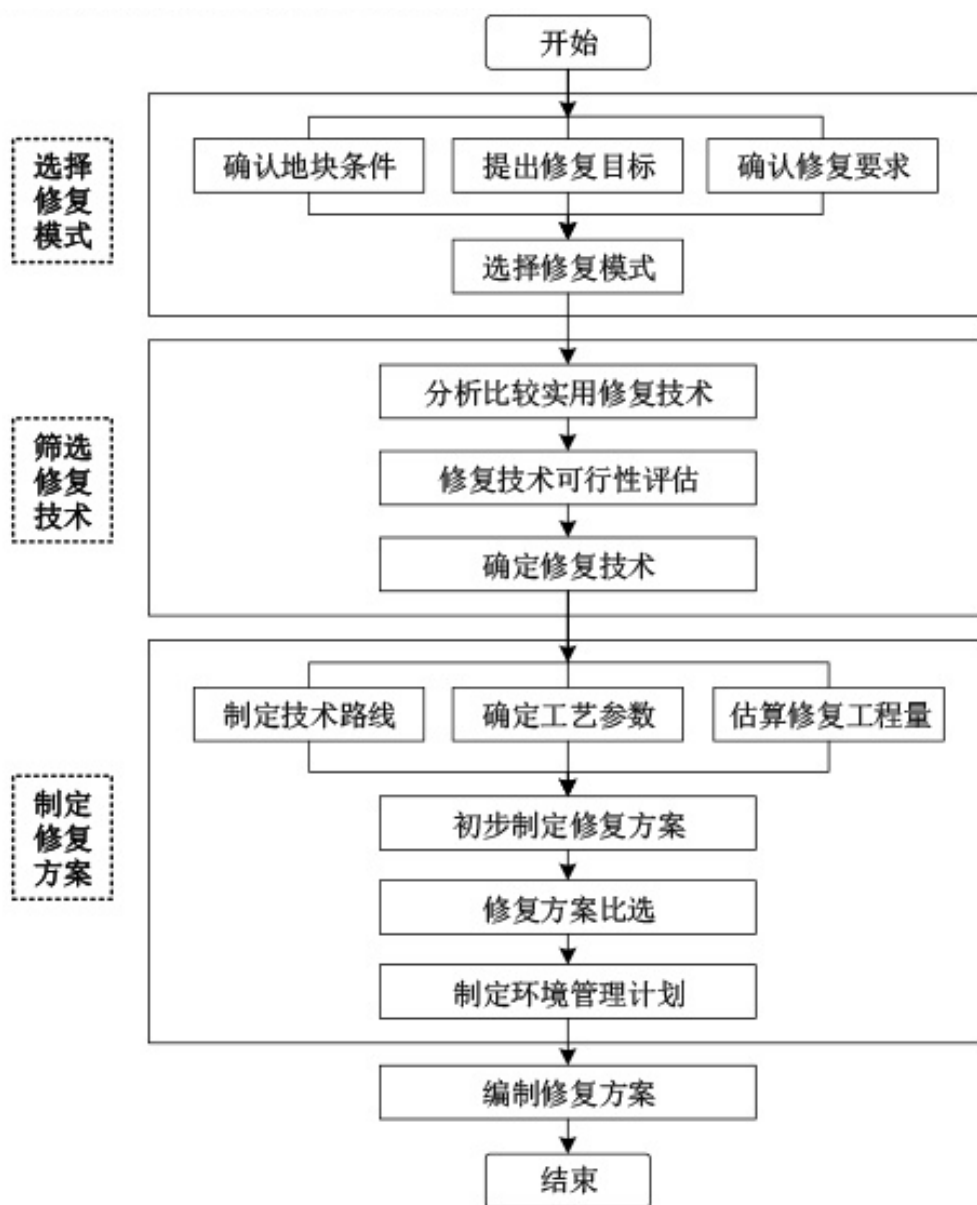 开始
选择
修复
模式
确认地块条件
提出修复目标
确认修复要求
选择修复模式
筛选
修复
技术
分析比较实用修复技术
修复技术可行性评估
确定修复技术
制定
修复
方案
制定技术路线
确定工艺参数
估算修复工程量
初步制定修复方案
修复方案比选
制定环境管理计划
编制修复方案
结束